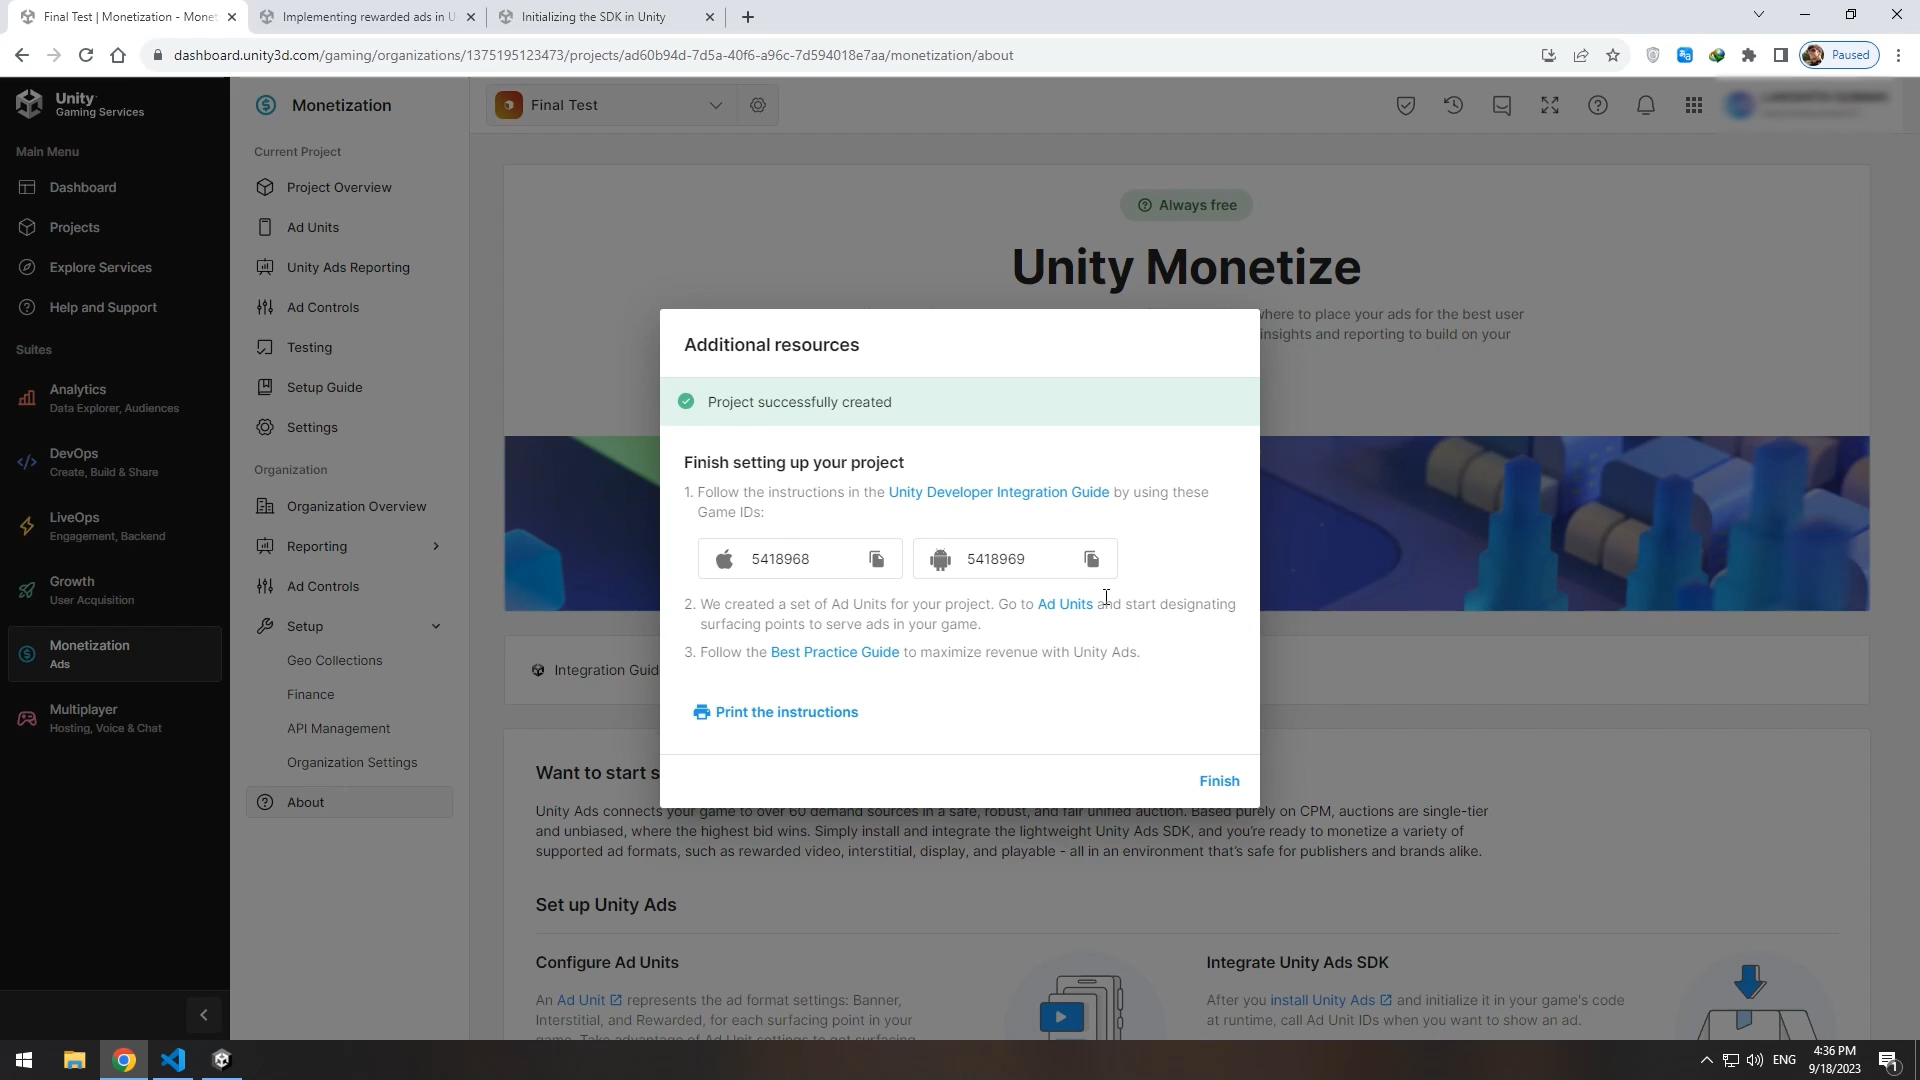 Final Test | Monetization - Monet
Implementing rewarded ads in U
Initializing the SDK in Unity
dashboard.unity3d.com/gaming/organizations/1375195123473/projects/ad60b94d-7d5a-40f6-a96c-7d594018e7aa/monetization/about
Paused
Unity
Gaming Services
Main Menu
Dashboard
Projects
Explore Services
Help and Support
Suites
Analytics
Data Explorer, Audiences
DevOps
Create, Build & Share
LiveOps
Engagement, Backend
Growth
User Acquisition
Monetization
Ads
Multiplayer
Hosting, Voice & Chat
Monetization
Current Project
Project Overview
Ad Units
Unity Ads Reporting
Ad Controls
Testing
Setup Guide
Settings
Organization
Organization Overview
Reporting
Ad Controls
Setup
Geo Collections
Finance
API Management
Organization Settings
About
Final Test
Always free
Unity Monetize
where to place your ads for the best user
insights and reporting to build on your
Additional resources
Project successfully created
Finish setting up your project
1. Follow the instructions in the Unity Developer Integration Guide by using these
Game IDs:
5418968
5418969
2. We created a set of Ad Units for your project. Go to Ad Units and start designating
surfacing points to serve ads in your game.
3. Follow the Best Practice Guide to maximize revenue with Unity Ads.
Print the instructions
Finish
Integration Guid
Want to start s
Unity Ads connects your game to over 60 demand sources in a safe, robust, and fair unified auction. Based purely on CPM, auctions are single-tier
and unbiased, where the highest bid wins. Simply install and integrate the lightweight Unity Ads SDK, and you're ready to monetize a variety of
supported ad formats, such as rewarded video, interstitial, display, and playable - all in an environment that's safe for publishers and brands alike.
Set up Unity Ads
Configure Ad Units
An Ad Unit represents the ad format settings: Banner,
Interstitial, and Rewarded, for each surfacing point in your
game. Take advantage of Ad Unit settings to get surfacing
Integrate Unity Ads SDK
After you install Unity Ads and initialize it in your game's code
at runtime, call Ad Unit IDs when you want to show an ad.
ENG
4:36 PM
9/18/2023
1